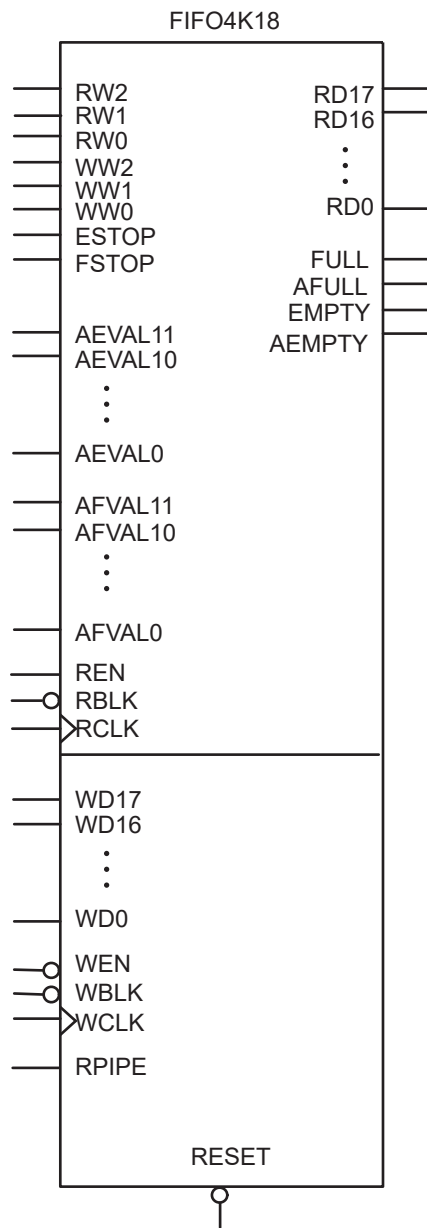 FIFO4K18
RW2
RW1
RW0
WW2
WW1
WW0
ESTOP
FSTOP
RD17
RD16
RD0
FULL
AFULL
EMPTY
AEMPTY
AEVAL11
AEVAL10
AEVAL0
AFVAL11
AFVAL10
AFVAL0
REN
RBLK
RCLK
WD17
WD16
WD0
WEN
WBLK
WCLK
RPIPE
RESET